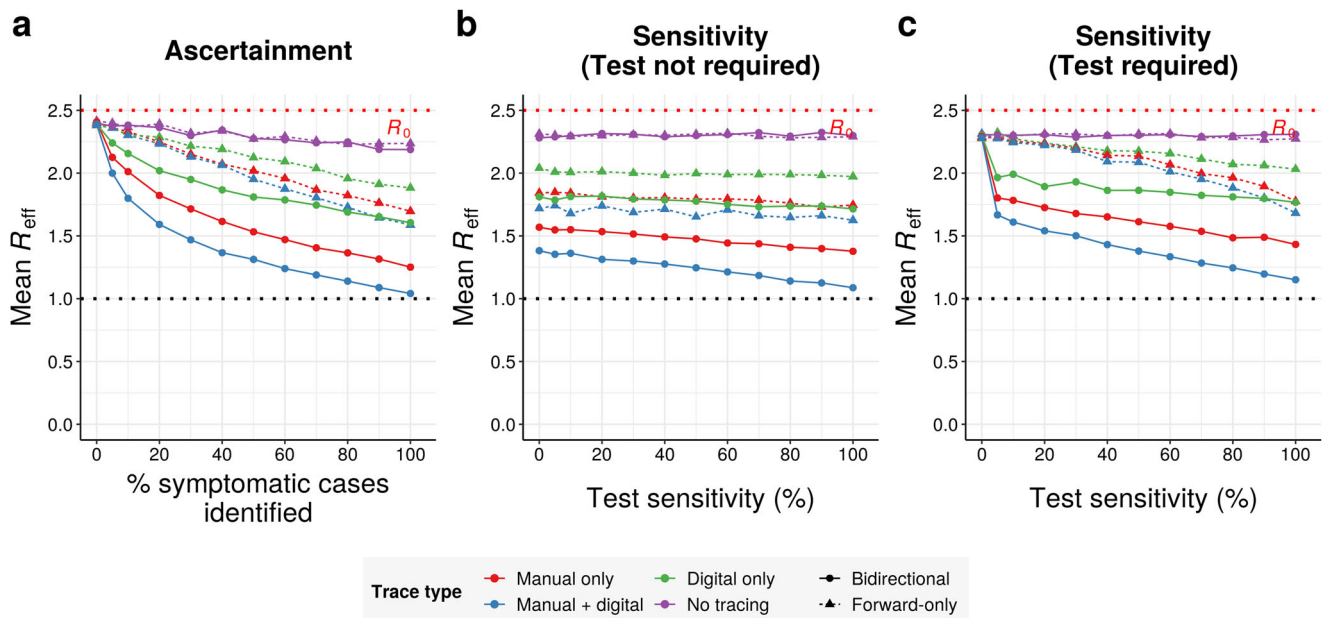 a
Ascertainment
2.5
2.0
1.5
1.0
0.5
0.0
Mean Reff
R0
0 20 40 60 80 100
% symptomatic cases
identified
b
Sensitivity
(Test not required)
2.5
2.0
1.5
1.0
0.5
0.0
Mean Reff
R0
0 20 40 60 80 100
Test sensitivity (%)
c
Sensitivity
(Test required)
2.5
2.0
1.5
1.0
0.5
0.0
Mean Reff
R0
0 20 40 60 80 100
Test sensitivity (%)
Trace type
Manual only
Digital only
Bidirectional
Manual + digital
No tracing
Forward-only